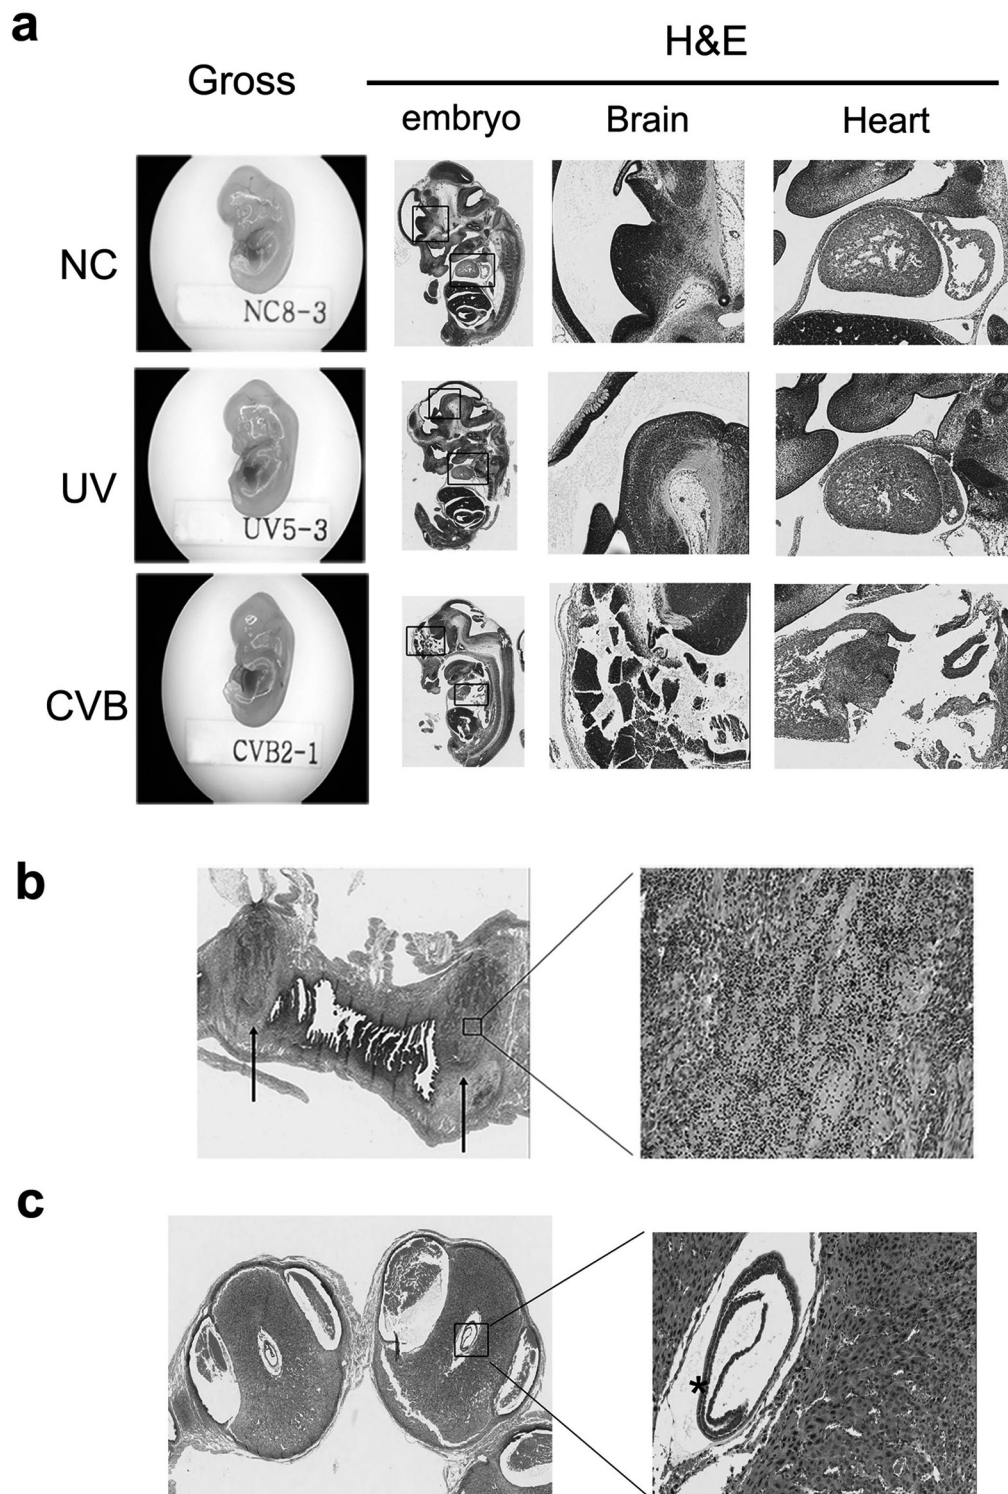 a
H&E
Gross
embryo
Brain
Heart
NC
NC8-3
UV
UV5-3
CVB
CVB2-1
b
c
*